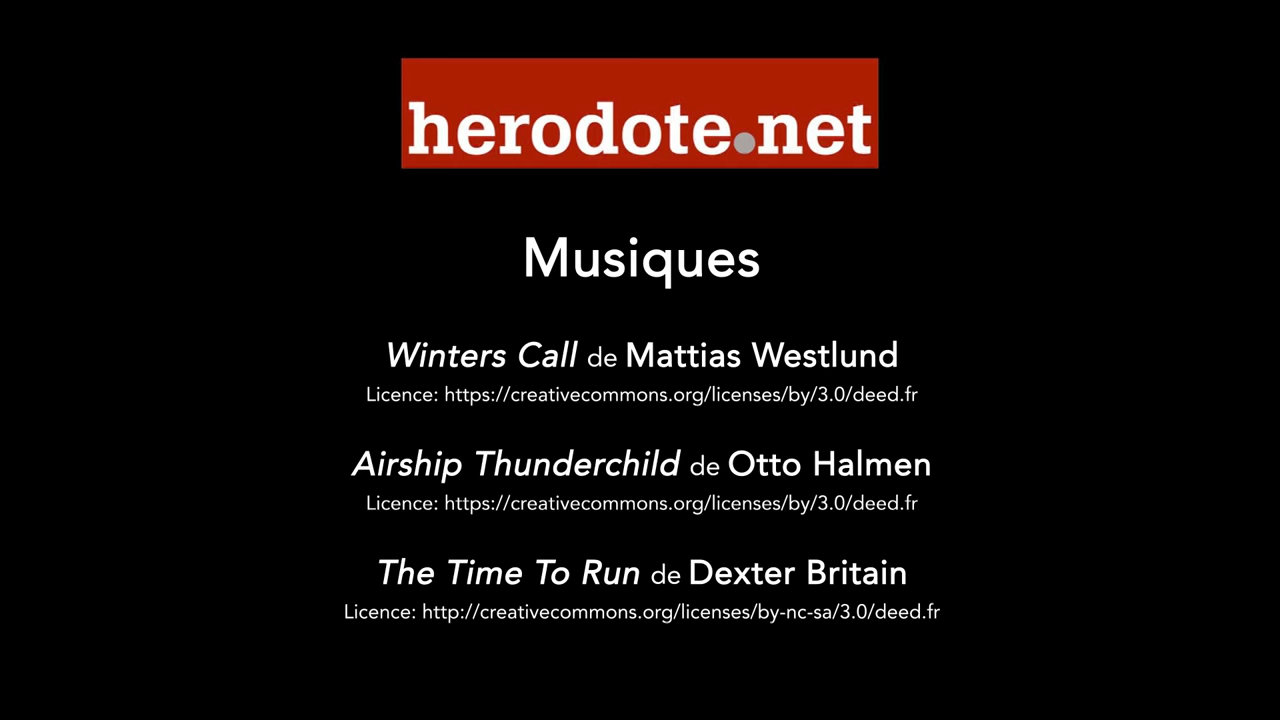 herodote.net
Musiques
Winters Call de Mattias Westlund
Licence: https://creativecommons.org/licenses/by/3.0/deed.fr
Airship Thunderchild de Otto Halmen
Licence: https://creativecommons.org/licenses/by/3.0/deed.fr
The Time To Run de Dexter Britain
Licence: http://creativecommons.org/licenses/by-nc-sa/3.0/deed.fr